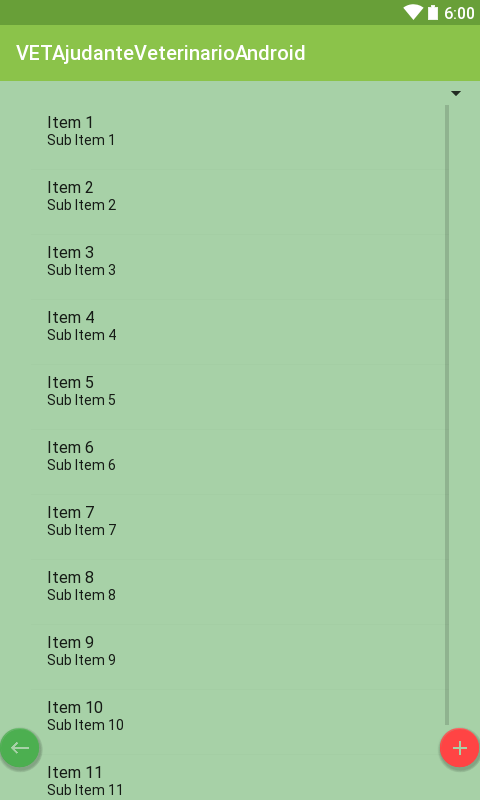 6:00
VETAjudanteVeterinarioAndroid
Item 1
Sub Item 1
Item 2
Sub Item 2
Item 3
Sub Item 3
Item 4
Sub Item 4
Item 5
Sub Item 5
Item 6
Sub Item 6
Item 7
Sub Item 7
Item 8
Sub Item 8
Item 9
Sub Item 9
Item 10
Sub Item 10
Item 11
Sub Item 11